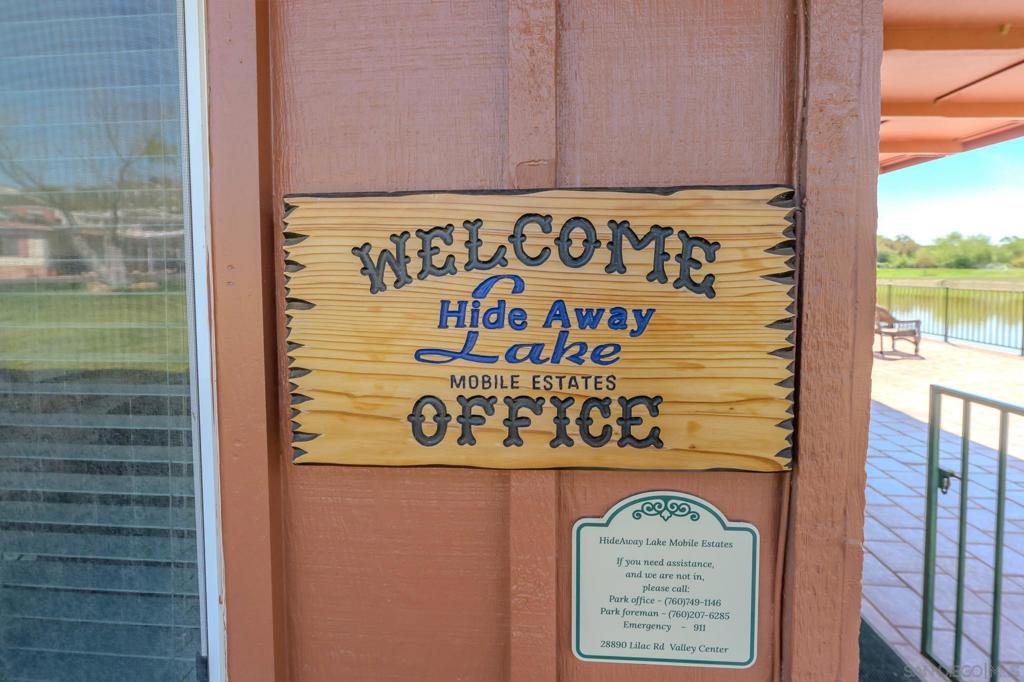 WELCOME
Hide Away
Lake
MOBILE ESTATES
OFFICE
HideAway Lake Mobile Estates
If you need assistance,
and we are not in,
please call:
Park office - (760)749-1146
Park foreman - (760)207-6285
Emergency - 911
28890 Lilac Rd Valley Center